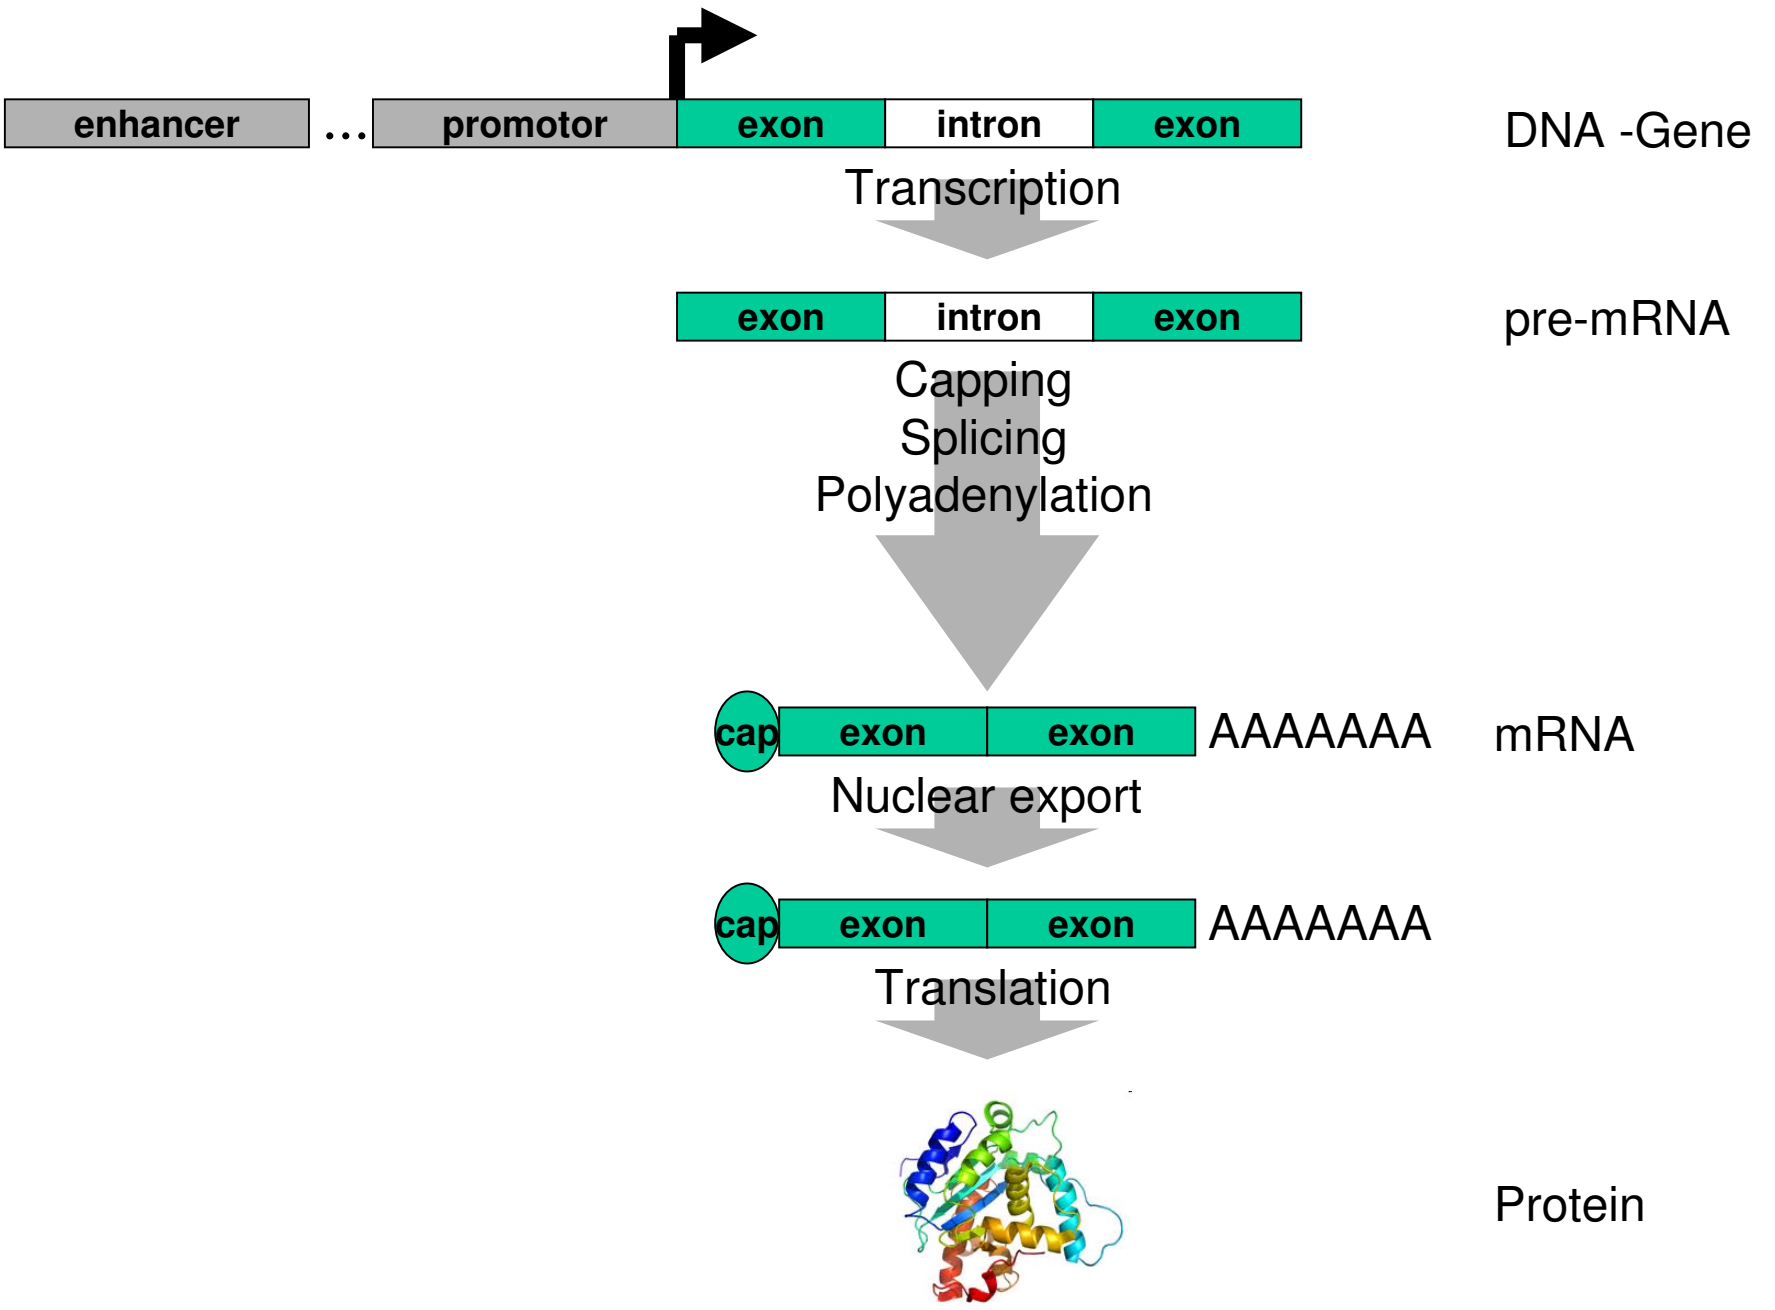 enhancer ... promotor exon intron exon DNA -Gene
Transcription
exon intron exon pre-mRNA
Capping
Splicing
Polyadenylation
cap exon exon AAAAAAA mRNA
Nuclear export
cap exon exon AAAAAAA
Translation
Protein